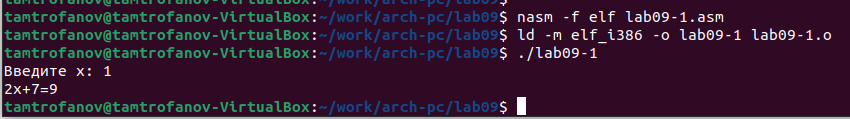 tamtrofanov@tamtrofanov-VirtualBox:~/work/arch-pc/lab09$ nasm -f elf lab09-1.asm
tamtrofanov@tamtrofanov-VirtualBox:~/work/arch-pc/lab09$ ld -m elf_i386 -o lab09-1 lab09-1.o
tamtrofanov@tamtrofanov-VirtualBox:~/work/arch-pc/lab09$ ./lab09-1
Введите x: 1
2x+7=9
tamtrofanov@tamtrofanov-VirtualBox:~/work/arch-pc/lab09$